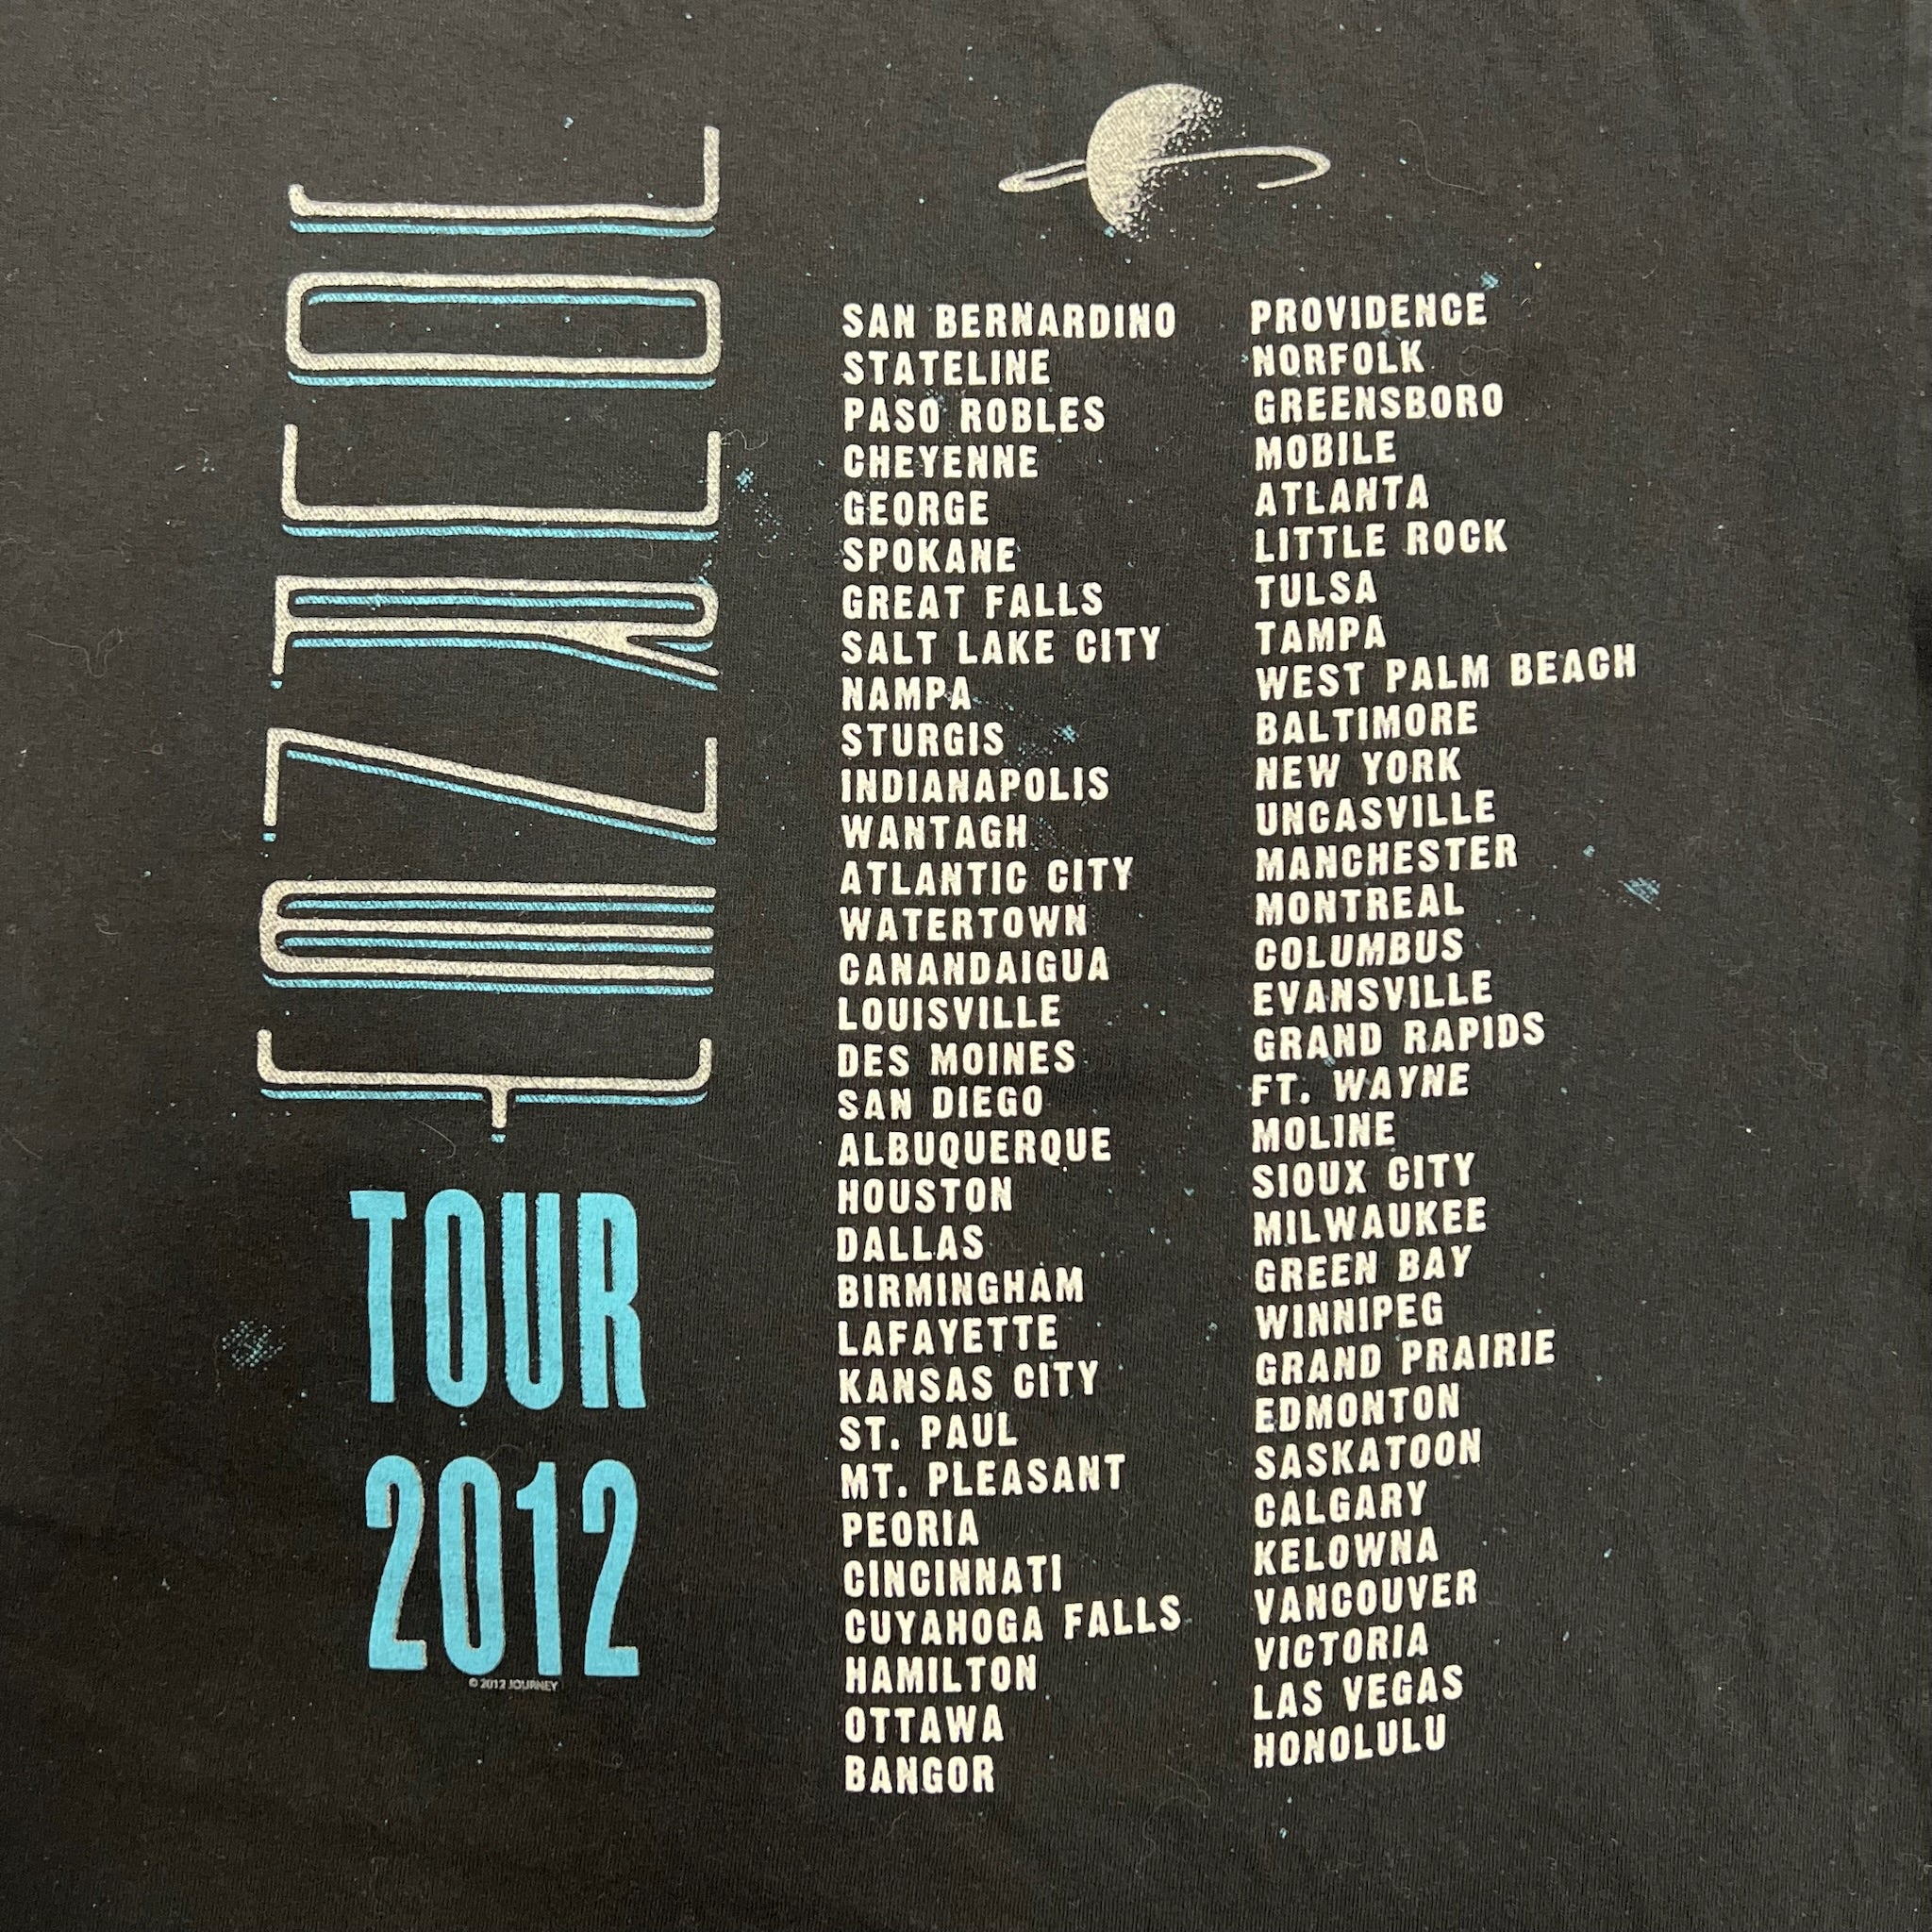 JOURNEY
TOUR
2012
© 2012 JOURNEY
SAN BERNARDINO
STATELINE
PASO ROBLES
CHEYENNE
GEORGE
SPOKANE
GREAT FALLS
SALT LAKE CITY
NAMPA
STURGIS
INDIANAPOLIS
WANTAGH
ATLANTIC CITY
WATERTOWN
CANANDAIGUA
LOUISVILLE
DES MOINES
SAN DIEGO
ALBUQUERQUE
HOUSTON
DALLAS
BIRMINGHAM
LAFAYETTE
KANSAS CITY
ST. PAUL
MT. PLEASANT
PEORIA
CINCINNATI
CUYAHOGA FALLS
HAMILTON
OTTAWA
BANGOR
PROVIDENCE
NORFOLK
GREENSBORO
MOBILE
ATLANTA
LITTLE ROCK
TULSA
TAMPA
WEST PALM BEACH
BALTIMORE
NEW YORK
UNCASVILLE
MANCHESTER
MONTREAL
COLUMBUS
EVANSVILLE
GRAND RAPIDS
FT. WAYNE
MOLINE
SIOUX CITY
MILWAUKEE
GREEN BAY
WINNIPEG
GRAND PRAIRIE
EDMONTON
SASKATOON
CALGARY
KELOWNA
VANCOUVER
VICTORIA
LAS VEGAS
HONOLULU